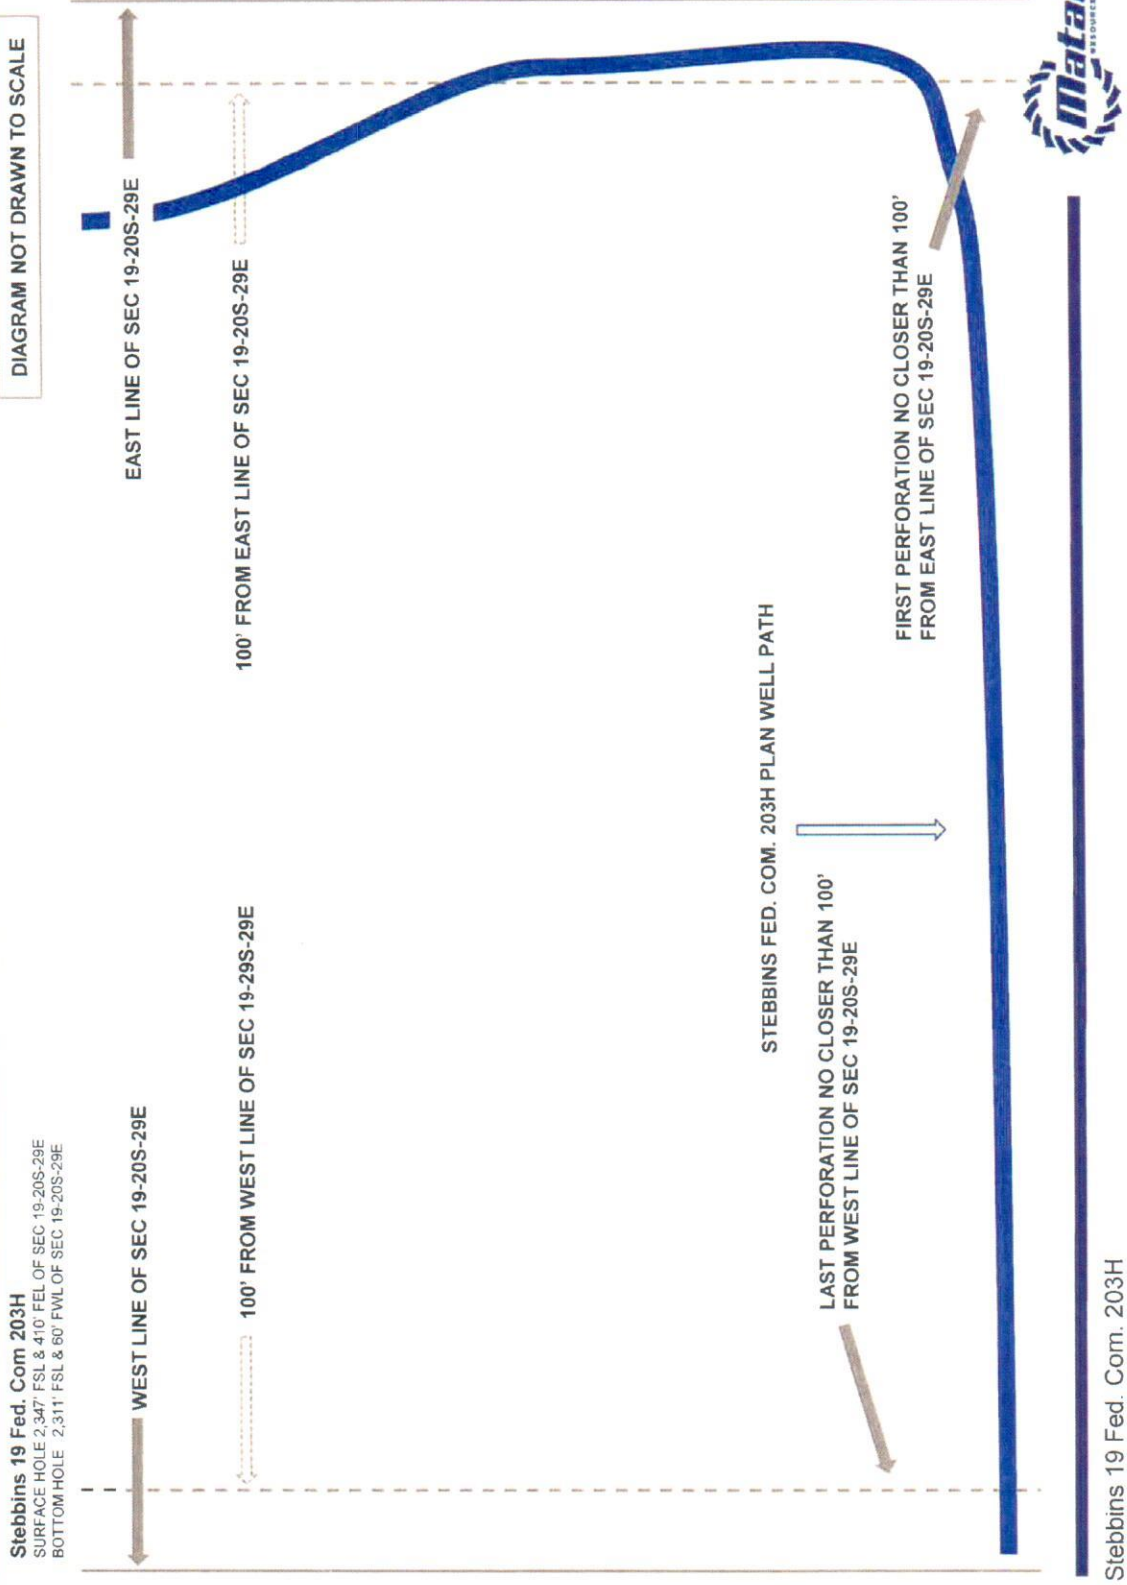 Stebbins 19 Fed. Com 203H
SURFACE HOLE 2,347' FSL & 410' FEL OF SEC 19-20S-29E
BOTTOM HOLE 2,311' FSL & 60' FWL OF SEC 19-20S-29E
DIAGRAM NOT DRAWN TO SCALE
WEST LINE OF SEC 19-20S-29E
EAST LINE OF SEC 19-20S-29E
100' FROM WEST LINE OF SEC 19-29S-29E
100' FROM EAST LINE OF SEC 19-20S-29E
STEBBINS FED. COM. 203H PLAN WELL PATH
LAST PERFORATION NO CLOSER THAN 100'
FROM WEST LINE OF SEC 19-20S-29E
FIRST PERFORATION NO CLOSER THAN 100'
FROM EAST LINE OF SEC 19-20S-29E
Stebbins 19 Fed. Com. 203H